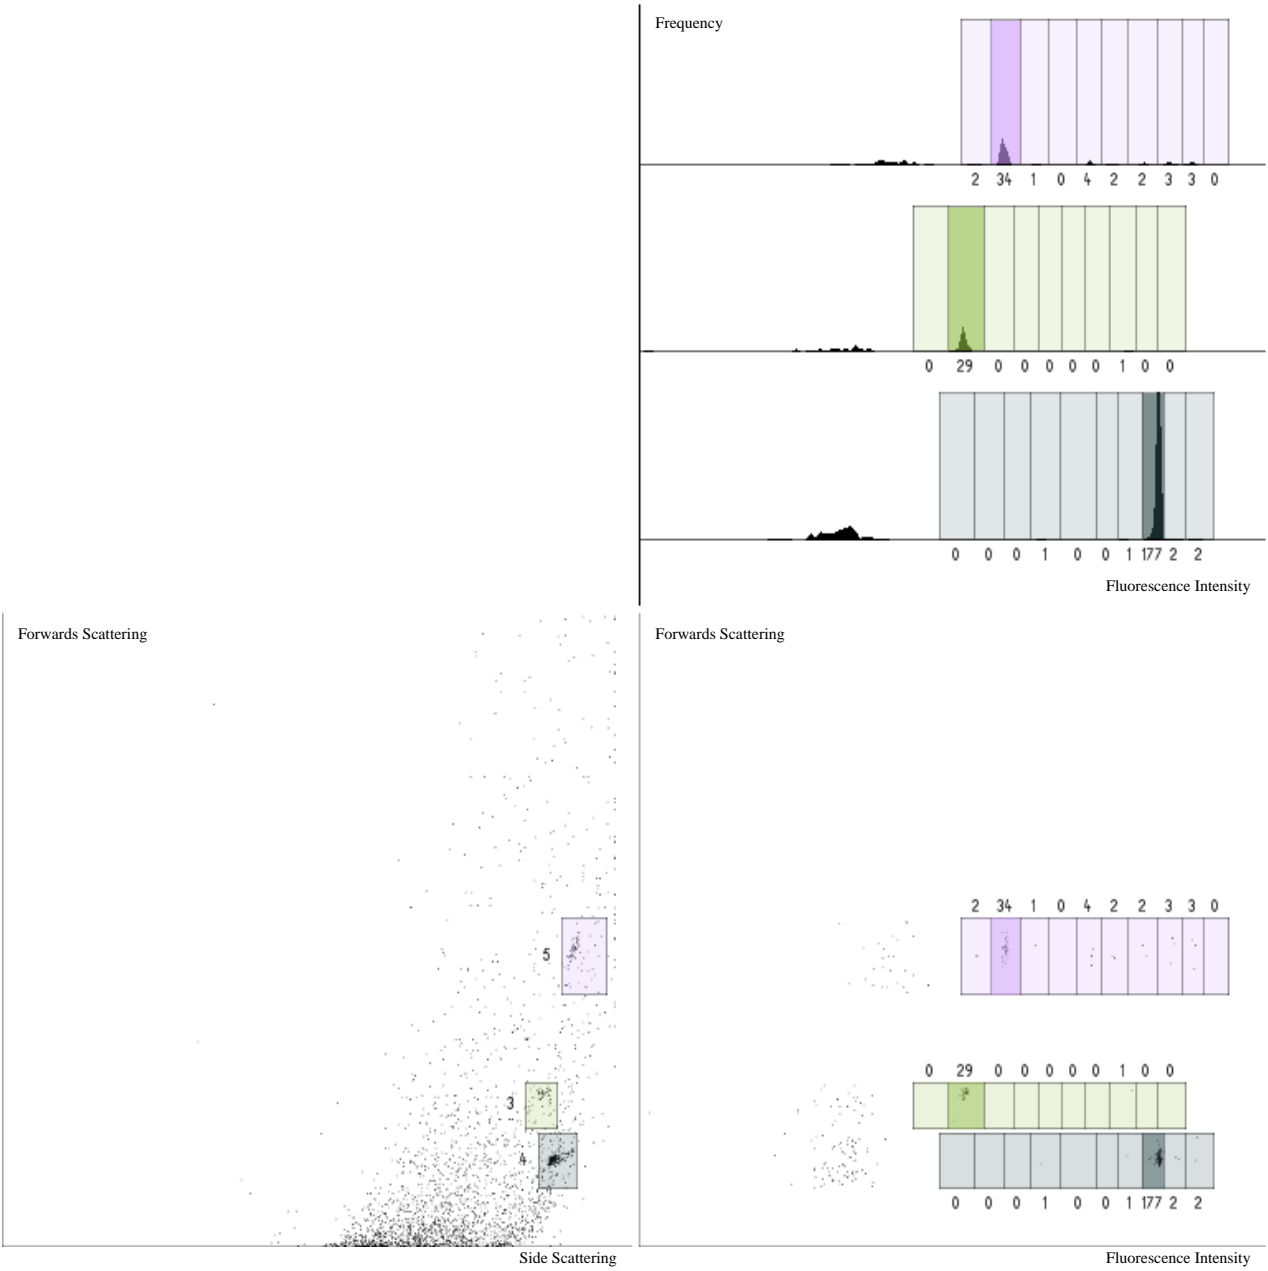 Frequency
2 34 1 0 4 2 2 3 3 0
0 29 0 0 0 0 0 1 0 0
0 0 0 1 0 0 1 177 2 2
Fluorescence Intensity
Forwards Scattering
5
3
4
Side Scattering
Forwards Scattering
2 34 1 0 4 2 2 3 3 0
0 29 0 0 0 0 0 1 0 0
0 0 0 1 0 0 1 177 2 2
Fluorescence Intensity